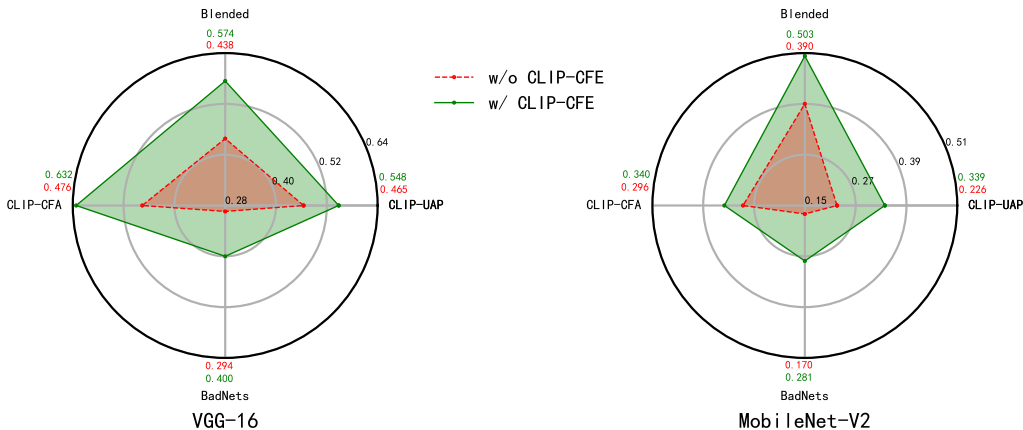 Blended
0.574
0.438
0.64
0.52
0.40
0.28
0.632
0.476
CLIP-CFA
0.548
0.465
CLIP-UAP
0.294
0.400
BadNets
VGG-16
w/o CLIP-CFE
w/ CLIP-CFE
Blended
0.503
0.390
0.51
0.39
0.27
0.15
0.340
0.296
CLIP-CFA
0.339
0.226
CLIP-UAP
0.170
0.281
BadNets
MobileNet-V2